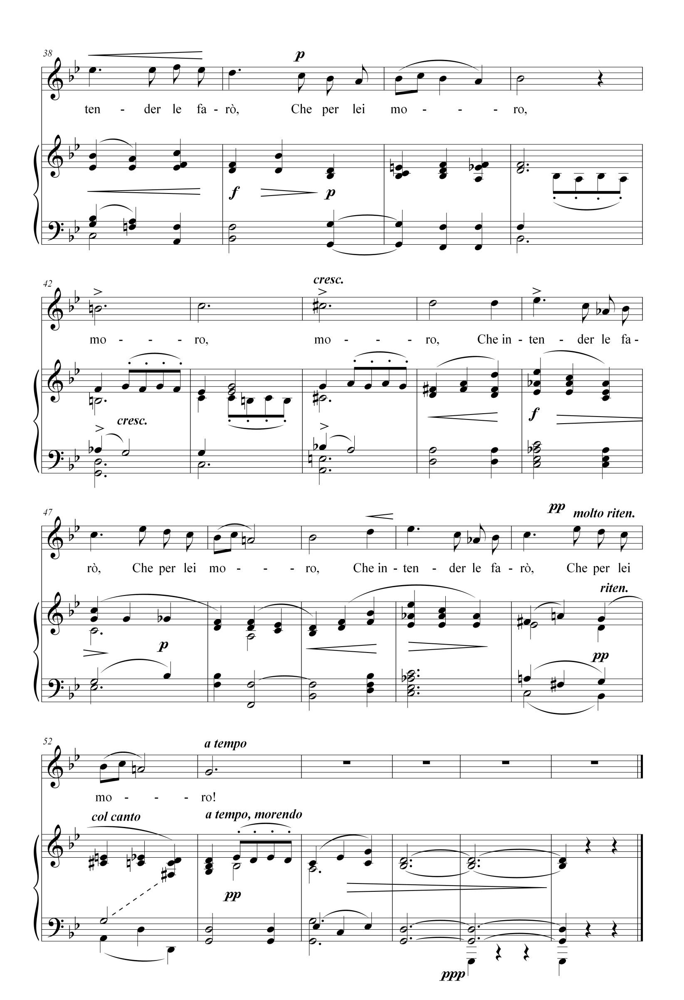 38
p
ten - der le fa - rò, Che per lei mo - - - ro,
f p
42
cresc.
mo - - - ro, mo - - - ro, Che in - ten - der le fa -
cresc.
f
47
pp molto riten.
rò, Che per lei mo - - - ro, Che in - ten - der le fa - rò, Che per lei
riten.
p pp
52
a tempo
mo - - - ro!
col canto a tempo, morendo
pp
ppp